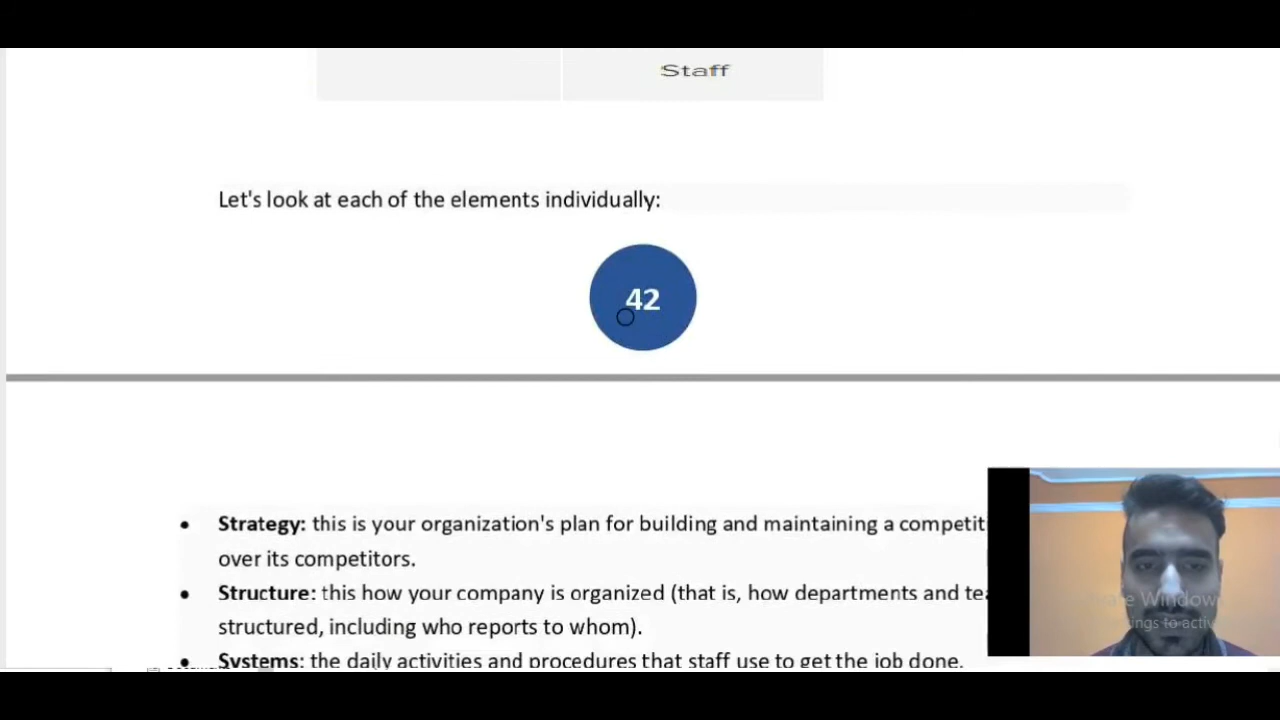 Staff
Let's look at each of the elements individually:
42
Strategy: this is your organization's plan for building and maintaining a
over its competitors.
Structure: this how your company is organized (that is, how departments and
structured, including who reports to whom).
Systems: the daily activities and procedures that staff use to get the job done.